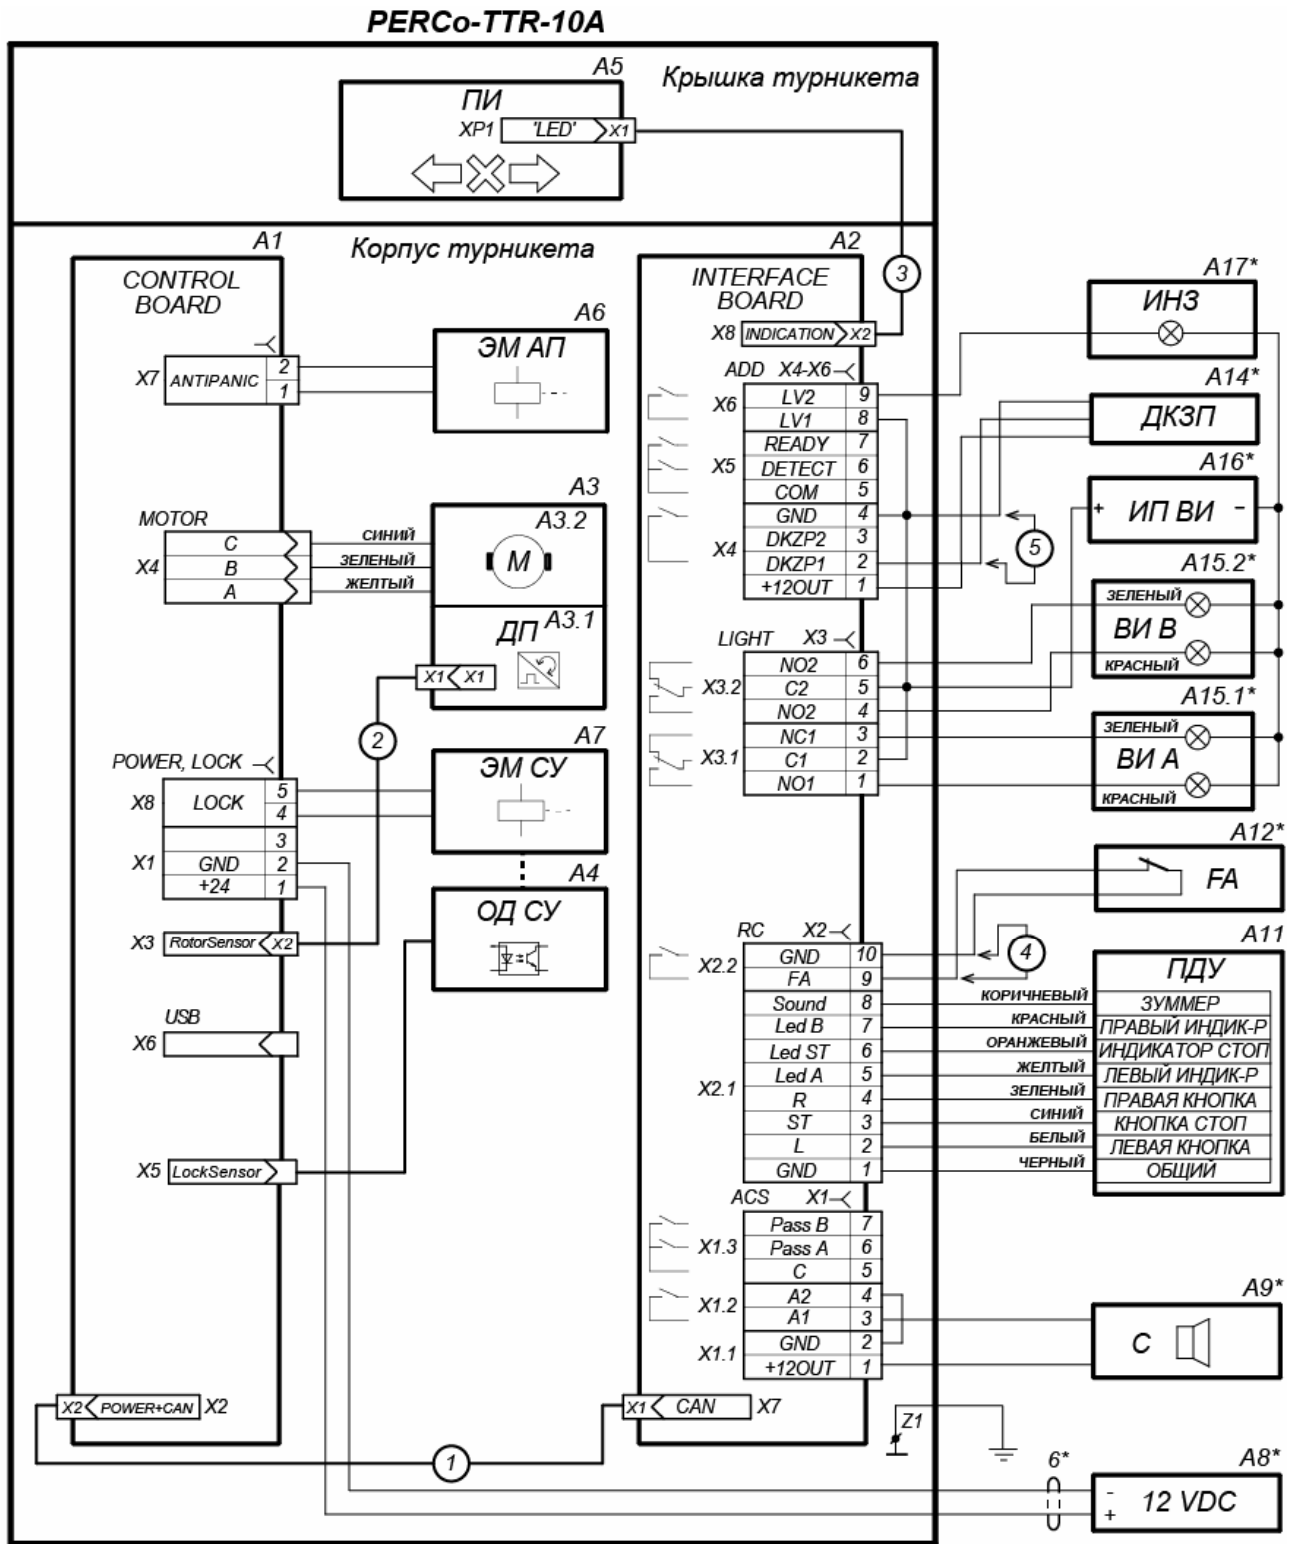 PERCo-TTR-10A
A5
Крышка турникета
ПИ
XP1 'LED' X1
A1
Корпус турникета
A2
3
CONTROL
BOARD
INTERFACE
BOARD
X8 INDICATION X2
A17*
ИНЗ
A6
ЭМ АП
X7 ANTIPANIC 2
1
ADD X4-X6
X6 LV2 9
LV1 8
READY 7
X5 DETECT 6
COM 5
GND 4
X4 DKZP2 3
DKZP1 2
+12OUT 1
A14*
ДКЗП
A16*
+ ИП ВИ -
5
A3
A3.2
M
MOTOR
C СИНИЙ
X4 B ЗЕЛЕНЫЙ
A ЖЕЛТЫЙ
A3.1
ДП
X1 X1
2
A15.2*
ЗЕЛЕНЫЙ
ВИ В
КРАСНЫЙ
LIGHT X3
NO2 6
X3.2 C2 5
NO2 4
NC1 3
X3.1 C1 2
NO1 1
A15.1*
ЗЕЛЕНЫЙ
ВИ А
КРАСНЫЙ
A7
ЭМ СУ
POWER, LOCK
X8 LOCK 5
4
3
X1 GND 2
+24 1
A4
ОД СУ
X3 RotorSensor X2
USB
X6
X5 LockSensor
A12*
FA
RC X2
X2.2 GND 10
FA 9
4
A11
ПДУ
Sound 8 КОРИЧНЕВЫЙ ЗУММЕР
Led B 7 КРАСНЫЙ ПРАВЫЙ ИНДИК-Р
Led ST 6 ОРАНЖЕВЫЙ ИНДИКАТОР СТОП
X2.1 Led A 5 ЖЕЛТЫЙ ЛЕВЫЙ ИНДИК-Р
R 4 ЗЕЛЕНЫЙ ПРАВАЯ КНОПКА
ST 3 СИНИЙ КНОПКА СТОП
L 2 БЕЛЫЙ ЛЕВАЯ КНОПКА
GND 1 ЧЕРНЫЙ ОБЩИЙ
ACS X1
Pass B 7
X1.3 Pass A 6
C 5
X1.2 A2 4
A1 3
X1.1 GND 2
+12OUT 1
A9*
C
X2 POWER+CAN X2
X1 CAN X7
1
Z1
6*
A8*
-
+
12 VDC